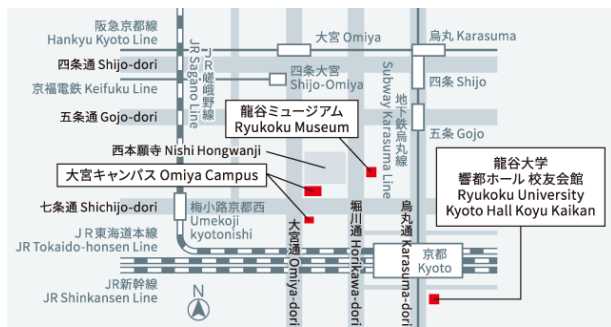 阪急京都線
Hankyu Kyoto Line
大宮 Omiya
烏丸 Karasuma
四条通 Shijo-dori
京福電鉄 Keifuku Line
四条大宮
Shijo-Omiya
四条 Shijo
五条通 Gojo-dori
五条 Gojo
JR嵯峨野線
JR Sagano Line
地下鉄烏丸線
Subway Karasuma Line
龍谷ミュージアム
Ryukoku Museum
西本願寺 Nishi Hongwanji
大宮キャンパス Omiya Campus
龍谷大学
響都ホール 校友会館
Ryukoku University
Kyoto Hall Koyu Kaikan
七条通 Shichijo-dori
梅小路京都西
Umekoji
kyotonishi
大宮通 Omiya-dori
堀川通 Horikawa-dori
烏丸通 Karasuma-dori
JR東海道本線
JR Tokaido-honsen Line
京都
Kyoto
JR新幹線
JR Shinkansen Line
N